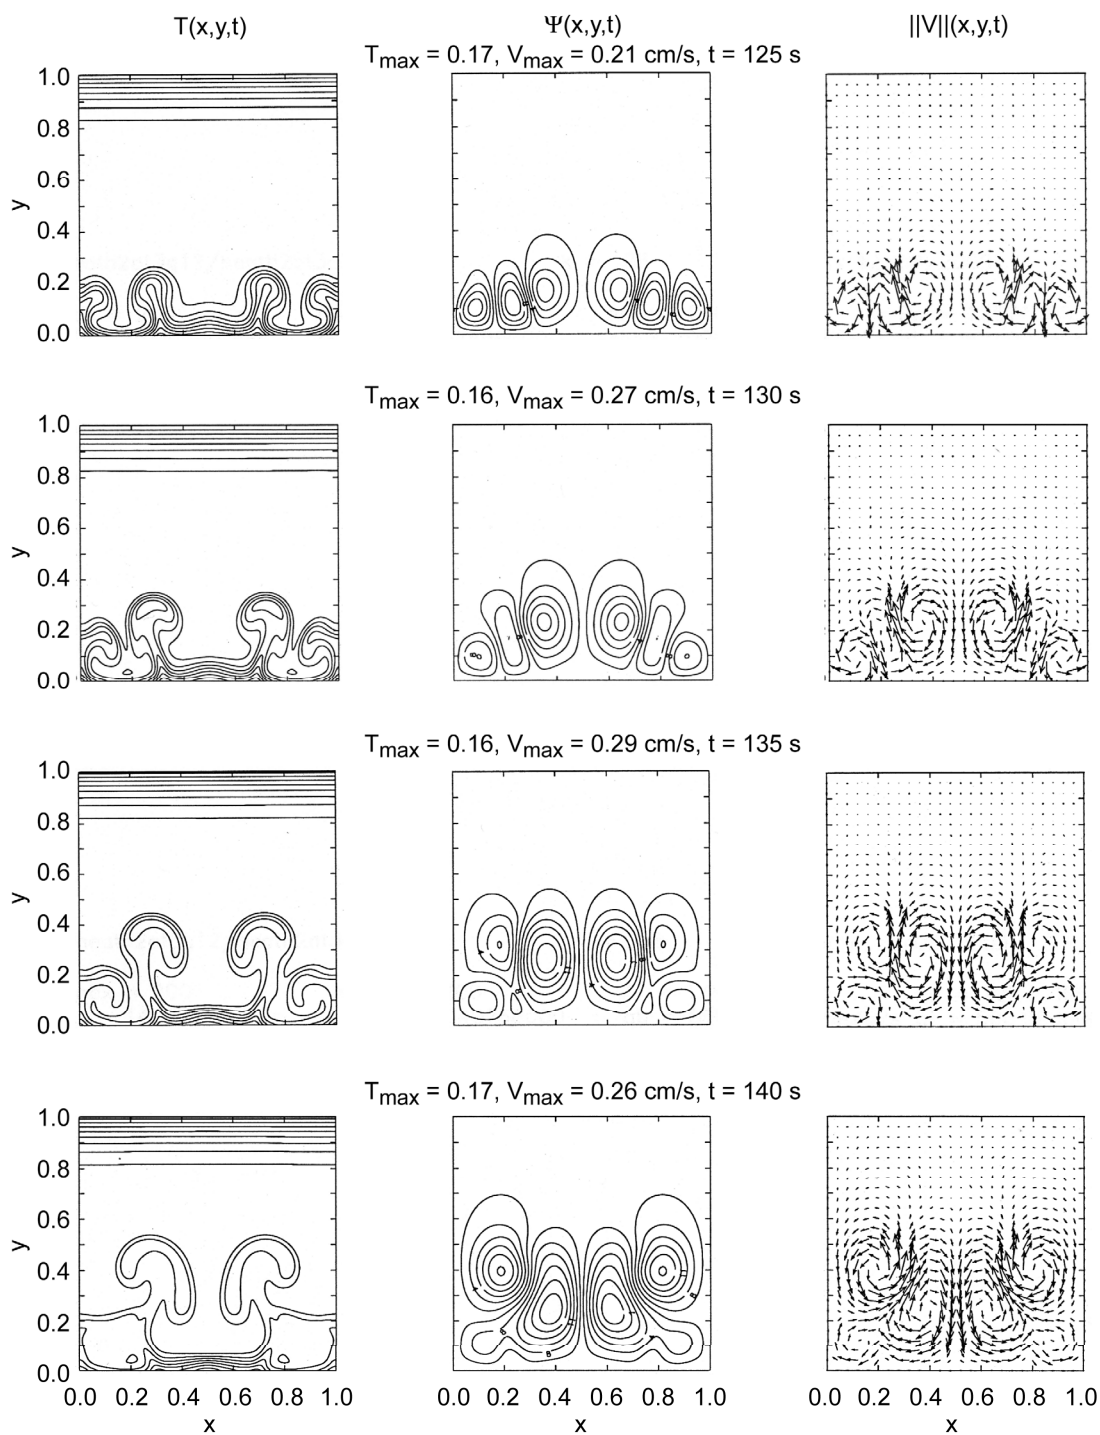 T(x,y,t) Ψ(x,y,t) ||V||(x,y,t)
Tmax = 0.17, Vmax = 0.21 cm/s, t = 125 s
1.0
0.8
0.6
y
0.4
0.2
0.0
Tmax = 0.16, Vmax = 0.27 cm/s, t = 130 s
1.0
0.8
0.6
y
0.4
0.2
0.0
Tmax = 0.16, Vmax = 0.29 cm/s, t = 135 s
1.0
0.8
0.6
y
0.4
0.2
0.0
Tmax = 0.17, Vmax = 0.26 cm/s, t = 140 s
1.0
0.8
0.6
y
0.4
0.2
0.0
0.0 0.2 0.4 0.6 0.8 1.0 0.0 0.2 0.4 0.6 0.8 1.0 0.0 0.2 0.4 0.6 0.8 1.0
x x x